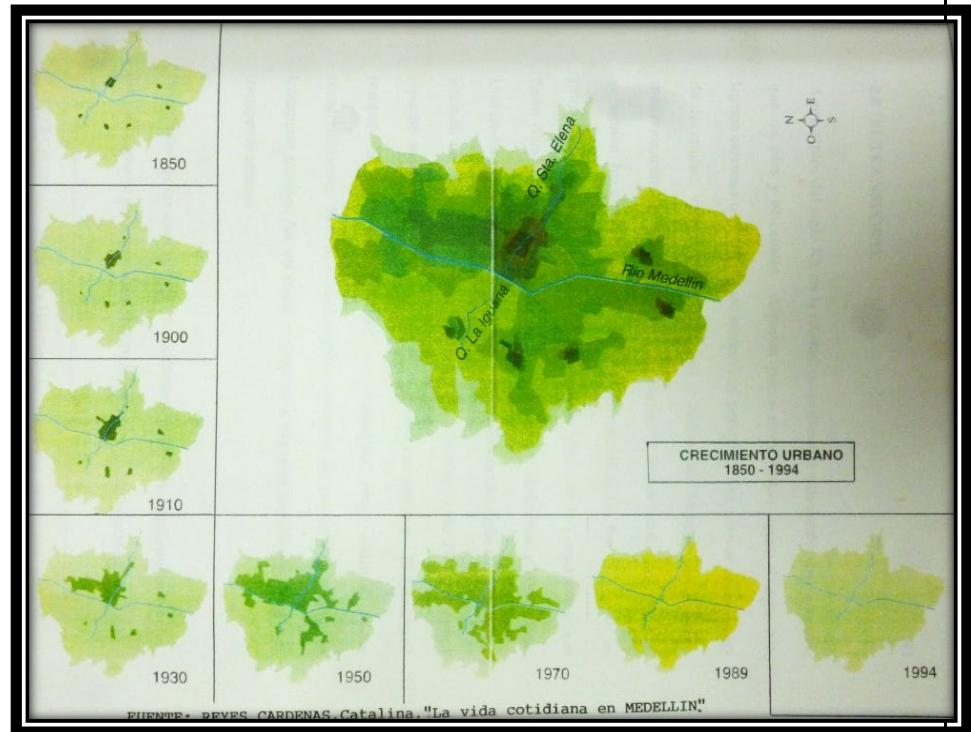 1850
1900
1910
1930
1950
1970
1989
1994
Q. Sta. Elena
Rio Medellín
Q. La Iguaná
N
E
S
O
CRECIMIENTO URBANO
1850 - 1994
FUENTE: REYES CARDENAS,Catalina."La vida cotidiana en MEDELLIN".